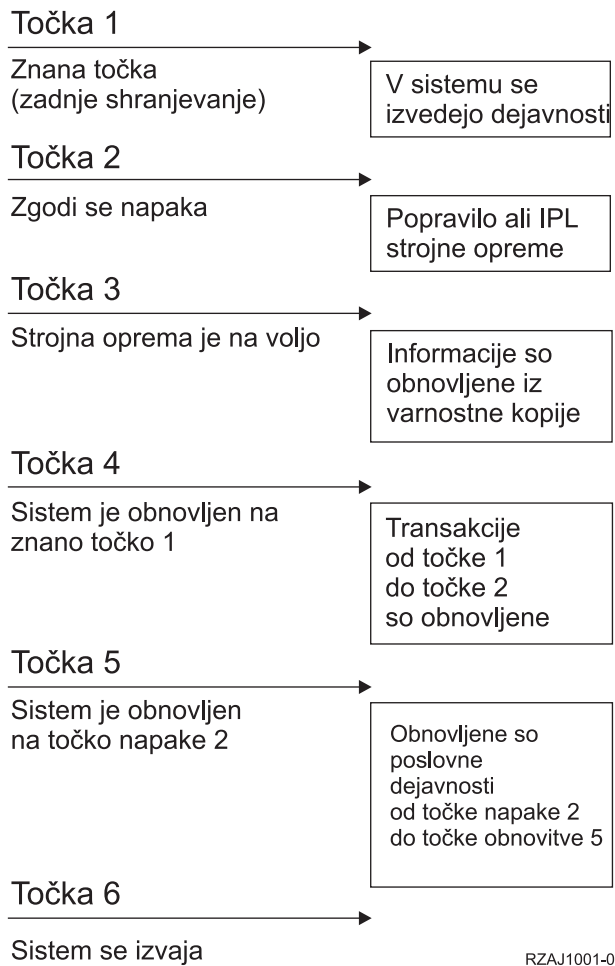 Točka 1
Znana točka
(zadnje shranjevanje)
V sistemu se
izvedejo dejavnosti
Točka 2
Zgodi se napaka
Popravilo ali IPL
strojne opreme
Točka 3
Strojna oprema je na voljo
Informacije so
obnovljene iz
varnostne kopije
Točka 4
Sistem je obnovljen na
znano točko 1
Transakcije
od točke 1
do točke 2
so obnovljene
Točka 5
Sistem je obnovljen
na točko napake 2
Obnovljene so
poslovne
dejavnosti
od točke napake 2
do točke obnovitve 5
Točka 6
Sistem se izvaja
RZAJ1001-0